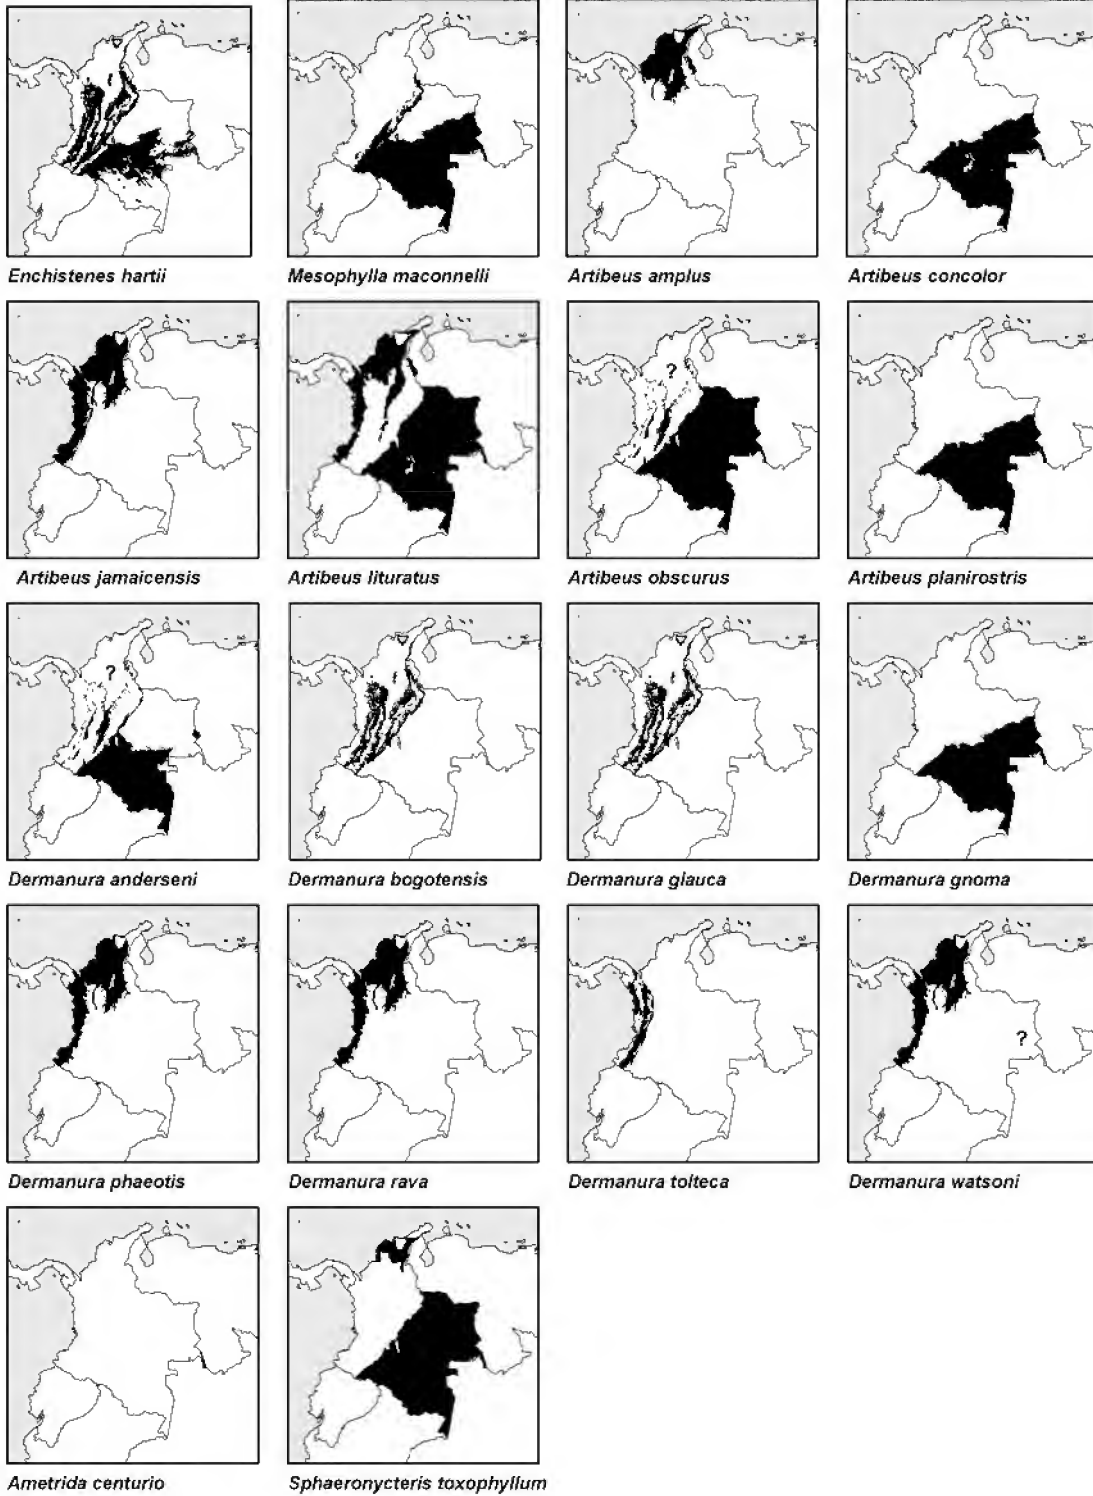 Enchistenes hartii
Mesophylla maconnelli
Artibeus amplus
Artibeus concolor
?
Artibeus jamaicensis
Artibeus lituratus
Artibeus obscurus
Artibeus planirostris
?
Dermanura anderseni
Dermanura bogotensis
Dermanura glauca
Dermanura gnoma
?
Dermanura phaeotis
Dermanura rava
Dermanura tolteca
Dermanura watsoni
Ametrida centurio
Sphaeronycteris toxophyllum